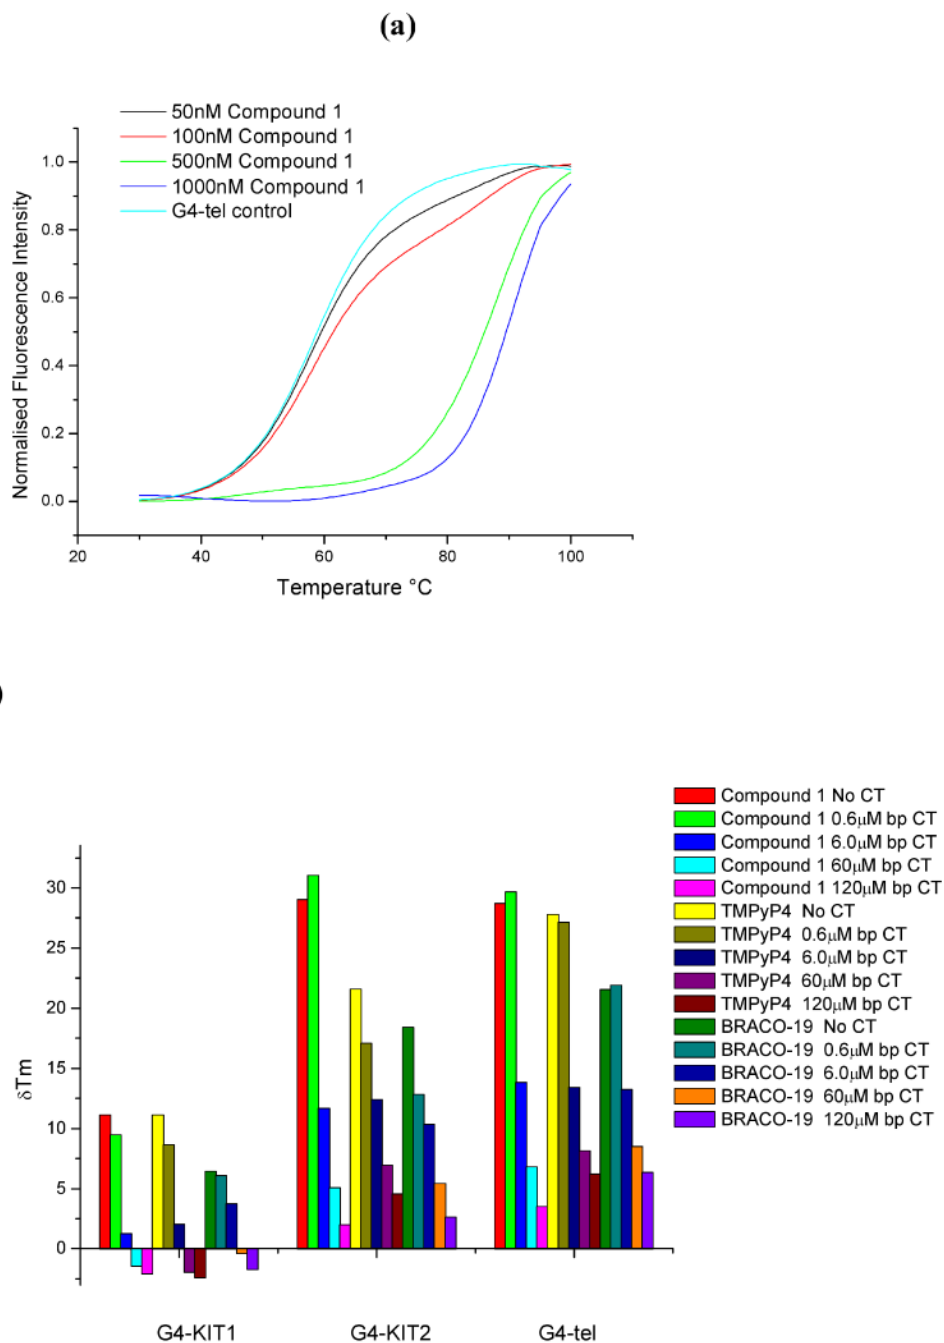 (a)
50nM Compound 1
100nM Compound 1
500nM Compound 1
1000nM Compound 1
G4-tel control
1.0
0.8
0.6
0.4
0.2
0.0
Normalised Fluorescence Intensity
20
40
60
80
100
Temperature °C
)
30
25
20
15
10
5
0
δTm
G4-KIT1
G4-KIT2
G4-tel
Compound 1 No CT
Compound 1 0.6μM bp CT
Compound 1 6.0μM bp CT
Compound 1 60μM bp CT
Compound 1 120μM bp CT
TMPyP4 No CT
TMPyP4 0.6μM bp CT
TMPyP4 6.0μM bp CT
TMPyP4 60μM bp CT
TMPyP4 120μM bp CT
BRACO-19 No CT
BRACO-19 0.6μM bp CT
BRACO-19 6.0μM bp CT
BRACO-19 60μM bp CT
BRACO-19 120μM bp CT